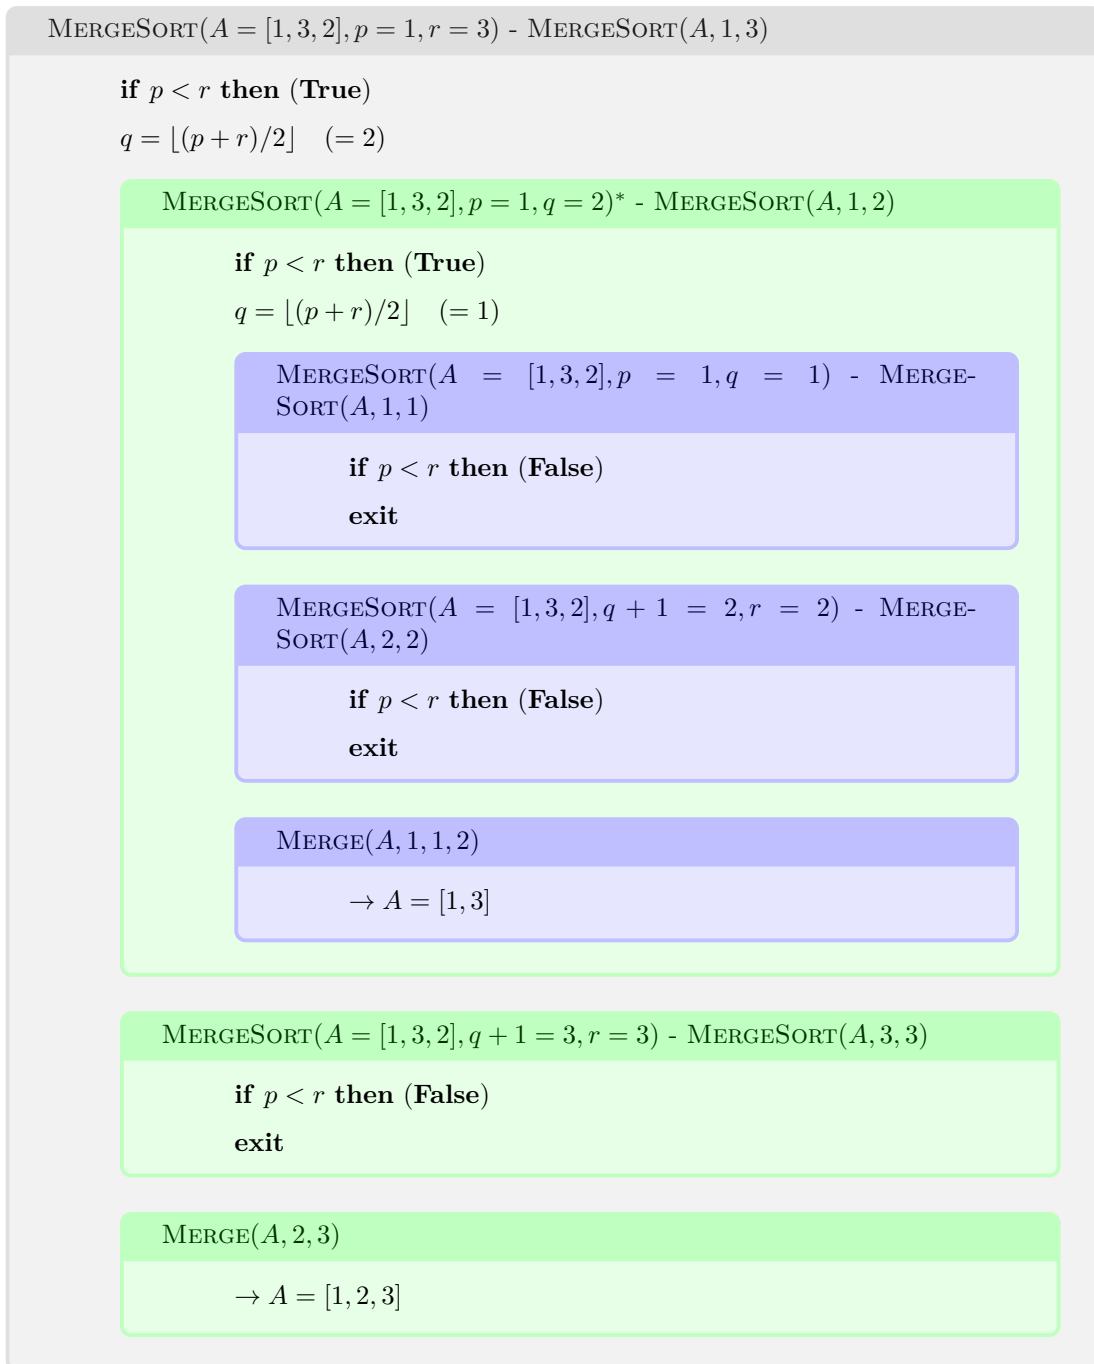 MERGESORT(A = [1, 3, 2], p = 1, r = 3) - MERGESORT(A, 1, 3)
if p < r then (True)
q = ⌊(p + r)/2⌋ (= 2)
MERGESORT(A = [1, 3, 2], p = 1, q = 2)* - MERGESORT(A, 1, 2)
if p < r then (True)
q = ⌊(p + r)/2⌋ (= 1)
MERGESORT(A = [1, 3, 2], p = 1, q = 1) - MERGE-
SORT(A, 1, 1)
if p < r then (False)
exit
MERGESORT(A = [1, 3, 2], q + 1 = 2, r = 2) - MERGE-
SORT(A, 2, 2)
if p < r then (False)
exit
MERGE(A, 1, 1, 2)
→ A = [1, 3]
MERGESORT(A = [1, 3, 2], q + 1 = 3, r = 3) - MERGESORT(A, 3, 3)
if p < r then (False)
exit
MERGE(A, 2, 3)
→ A = [1, 2, 3]